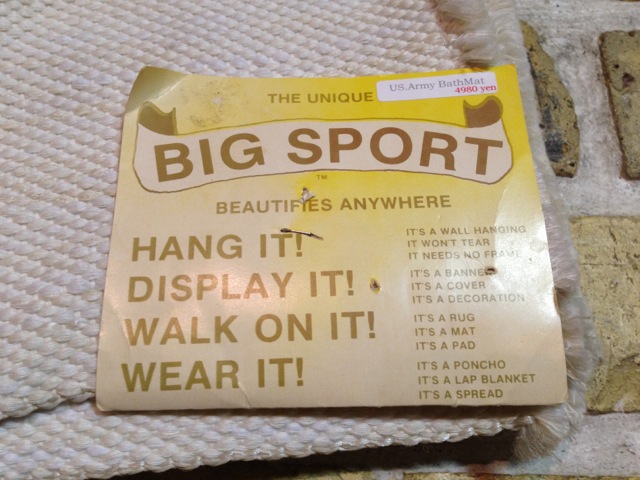 US.Army BathMat
4980 yen
THE UNIQUE
BIG SPORT
TM
BEAUTIFIES ANYWHERE
HANG IT!
DISPLAY IT!
WALK ON IT!
WEAR IT!
IT'S A WALL HANGING
IT WON'T TEAR
IT NEEDS NO FRAME
IT'S A BANNER
IT'S A COVER
IT'S A DECORATION
IT'S A RUG
IT'S A MAT
IT'S A PAD
IT'S A PONCHO
IT'S A LAP BLANKET
IT'S A SPREAD